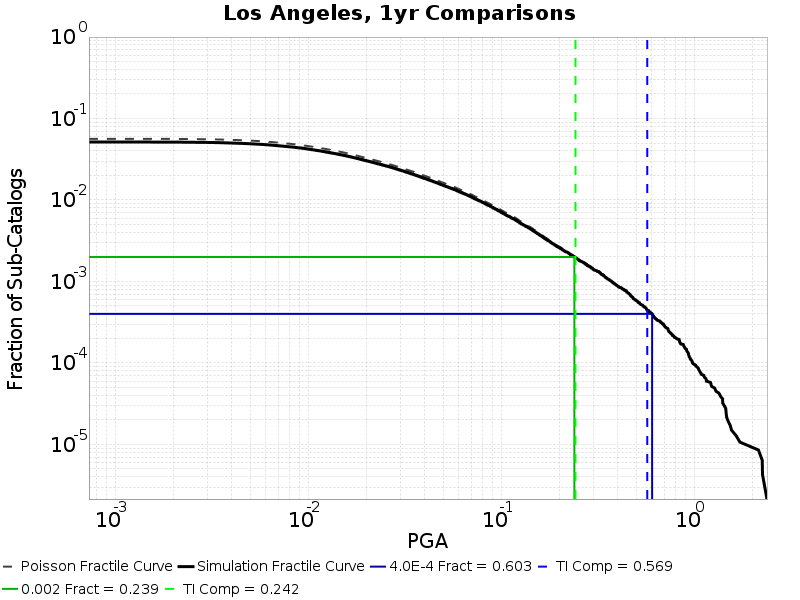 Los Angeles, 1yr Comparisons
Fraction of Sub-Catalogs
10^0
10^-1
10^-2
10^-3
10^-4
10^-5
10^-3 10^-2 10^-1 10^0
PGA
Poisson Fractile Curve Simulation Fractile Curve 4.0E-4 Fract = 0.603 TI Comp = 0.569
0.002 Fract = 0.239 TI Comp = 0.242